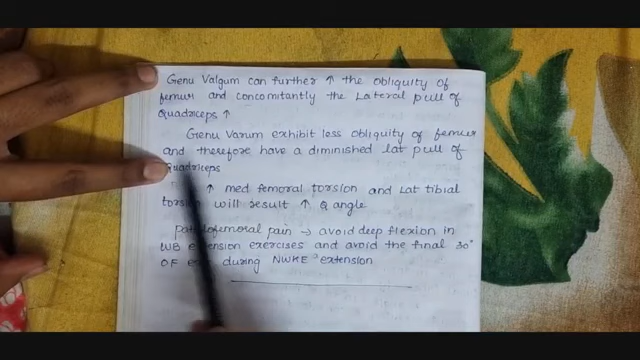 Genu Valgum can further ↑ the obliquity of
femur and concomitantly the Lateral pull of
Quadriceps ↑
Genu Varum exhibit less obliquity of femur
and therefore have a diminished lat pull of
Quadriceps
↑ med femoral torsion and Lat tibial
torsion will result ↑ Q angle
patellofemoral pain → avoid deep flexion in
WB extension exercises and avoid the final 30°
OF during NWKE extension